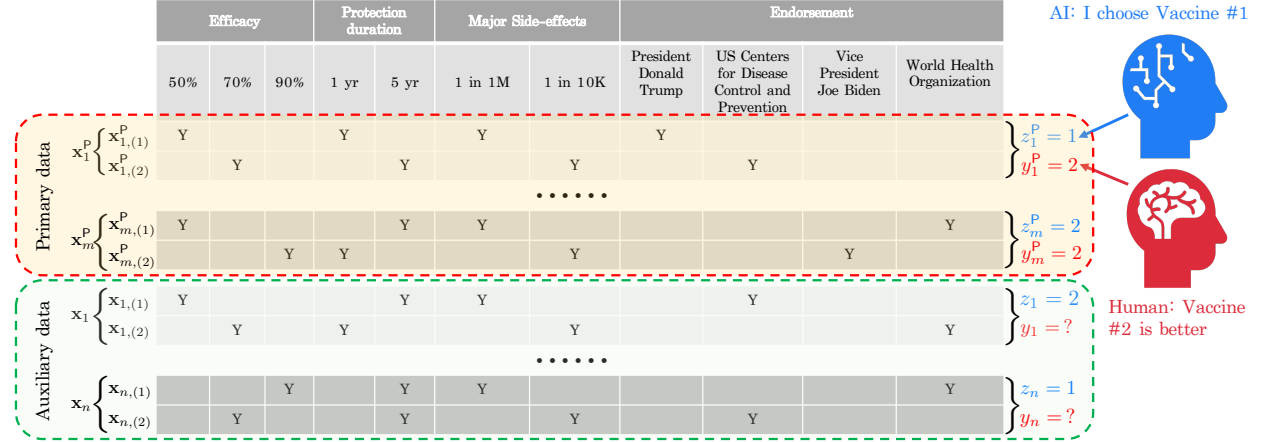 AI: I choose Vaccine #1
Efficacy
Protection
duration
Major Side-effects
Endorsement
50%
70%
90%
1 yr
5 yr
1 in 1M
1 in 10K
President
Donald
Trump
US Centers
for Disease
Control and
Prevention
Vice
President
Joe Biden
World Health
Organization
Primary data
x₁ᴾ { x₁,₍₁₎ᴾ Y Y Y Y } z₁ᴾ = 1
x₁,₍₂₎ᴾ Y Y Y Y y₁ᴾ = 2
......
xₘᴾ { xₘ,₍₁₎ᴾ Y Y Y Y } zₘᴾ = 2
xₘ,₍₂₎ᴾ Y Y Y Y yₘᴾ = 2
Auxiliary data
x₁ { x₁,₍₁₎ Y Y Y Y } z₁ = 2
x₁,₍₂₎ Y Y Y Y y₁ = ?
......
xₙ { xₙ,₍₁₎ Y Y Y Y } zₙ = 1
xₙ,₍₂₎ Y Y Y Y yₙ = ?
Human: Vaccine
#2 is better